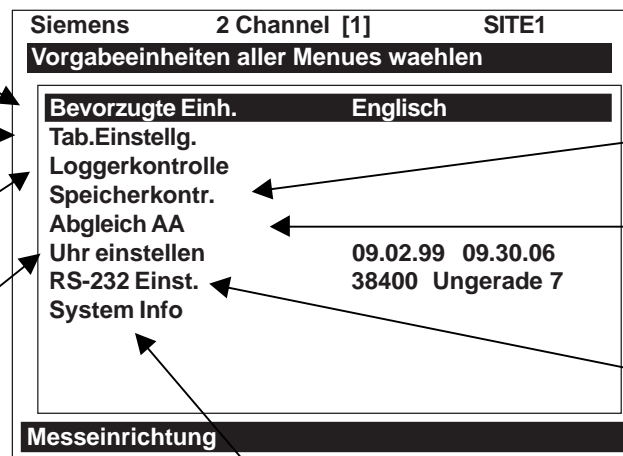 Siemens 2 Channel [1] SITE1
Vorgabeeinheiten aller Menues waehlen
Bevorzugte Einh. Englisch
Tab.Einstellg.
Loggerkontrolle
Speicherkontr.
Abgleich AA
Uhr einstellen 09.02.99 09.30.06
RS-232 Einst. 38400 Ungerade 7
System Info
Messeinrichtung